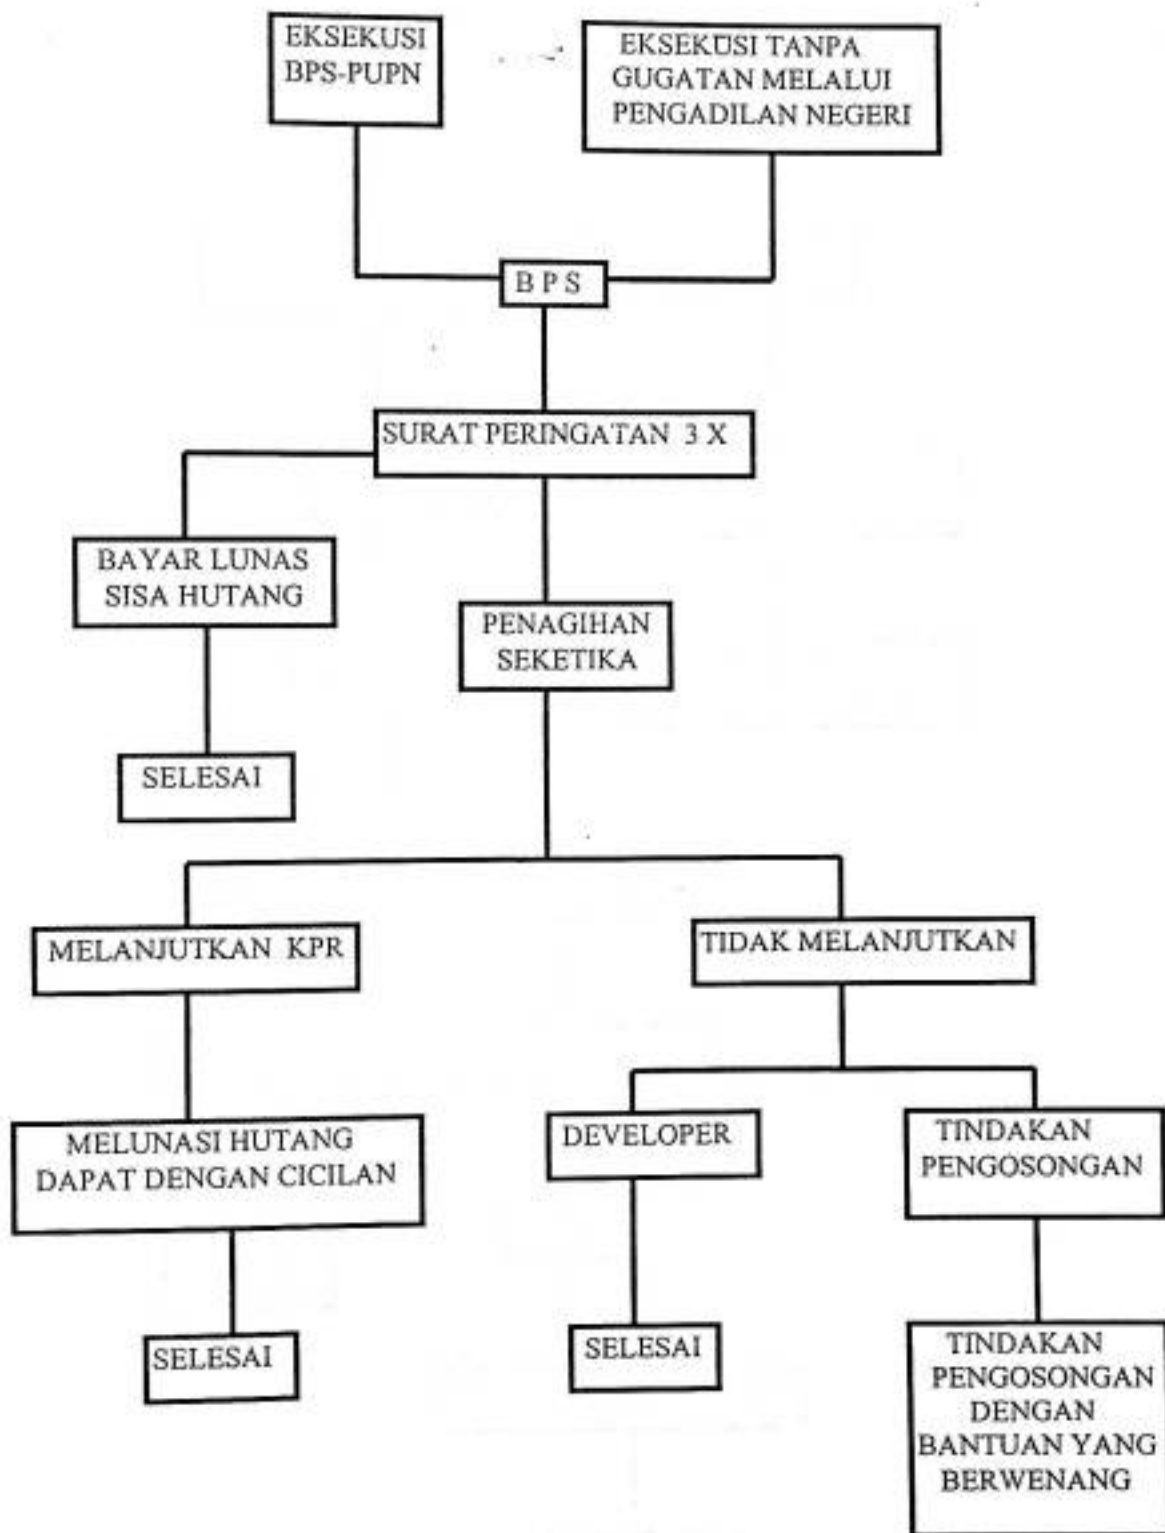 EKSEKUSI
BPS-PUPN
EKSEKUSI TANPA
GUGATAN MELALUI
PENGADILAN NEGERI
B P S
SURAT PERINGATAN 3 X
BAYAR LUNAS
SISA HUTANG
PENAGIHAN
SEKETIKA
SELESAI
MELANJUTKAN KPR
TIDAK MELANJUTKAN
MELUNASI HUTANG
DAPAT DENGAN CICILAN
DEVELOPER
TINDAKAN
PENGOSONGAN
SELESAI
SELESAI
TINDAKAN
PENGOSONGAN
DENGAN
BANTUAN YANG
BERWENANG